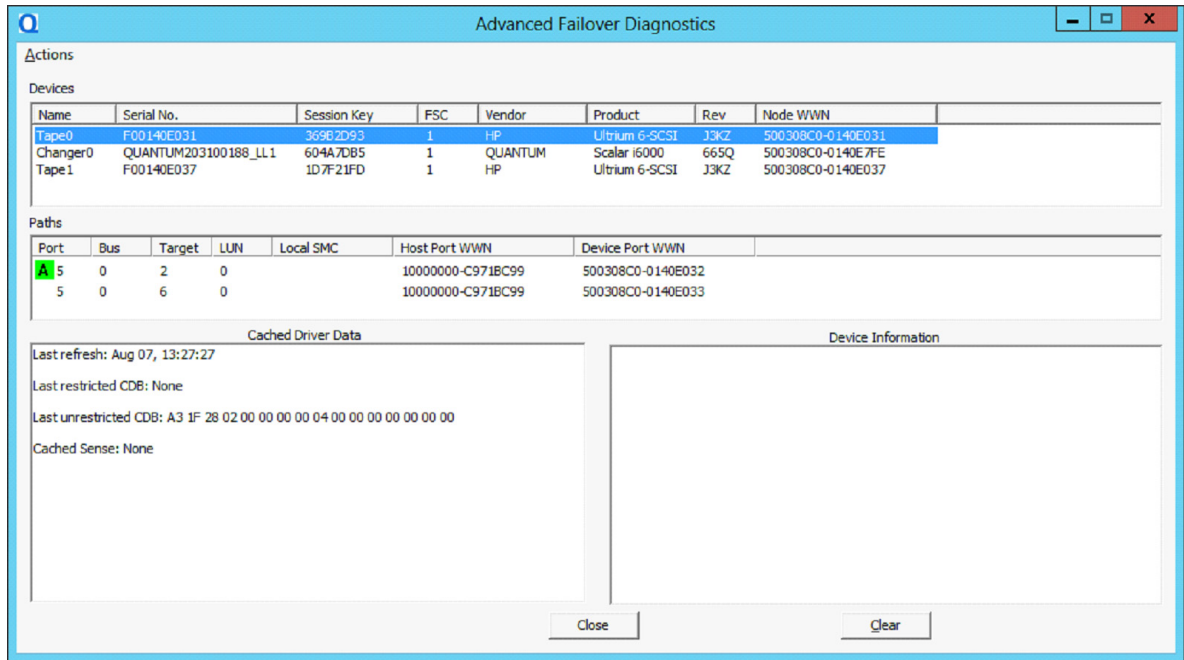 Q Advanced Failover Diagnostics X
Actions
Devices
Name Serial No. Session Key FSC Vendor Product Rev Node WWN
Tape0 F00140E031 369B2D93 1 HP Ultrium 6-SCSI J3KZ 500308C0-0140E031
Changer0 QUANTUM203100188_LL1 604A7DB5 1 QUANTUM Scalar i6000 665Q 500308C0-0140E7FE
Tape1 F00140E037 1D7F21FD 1 HP Ultrium 6-SCSI J3KZ 500308C0-0140E037
Paths
Port Bus Target LUN Local SMC Host Port WWN Device Port WWN
A 5 0 2 0 10000000-C971BC99 500308C0-0140E032
5 0 6 0 10000000-C971BC99 500308C0-0140E033
Cached Driver Data Device Information
Last refresh: Aug 07, 13:27:27
Last restricted CDB: None
Last unrestricted CDB: A3 1F 28 02 00 00 00 00 04 00 00 00 00 00 00 00
Cached Sense: None
Close Clear